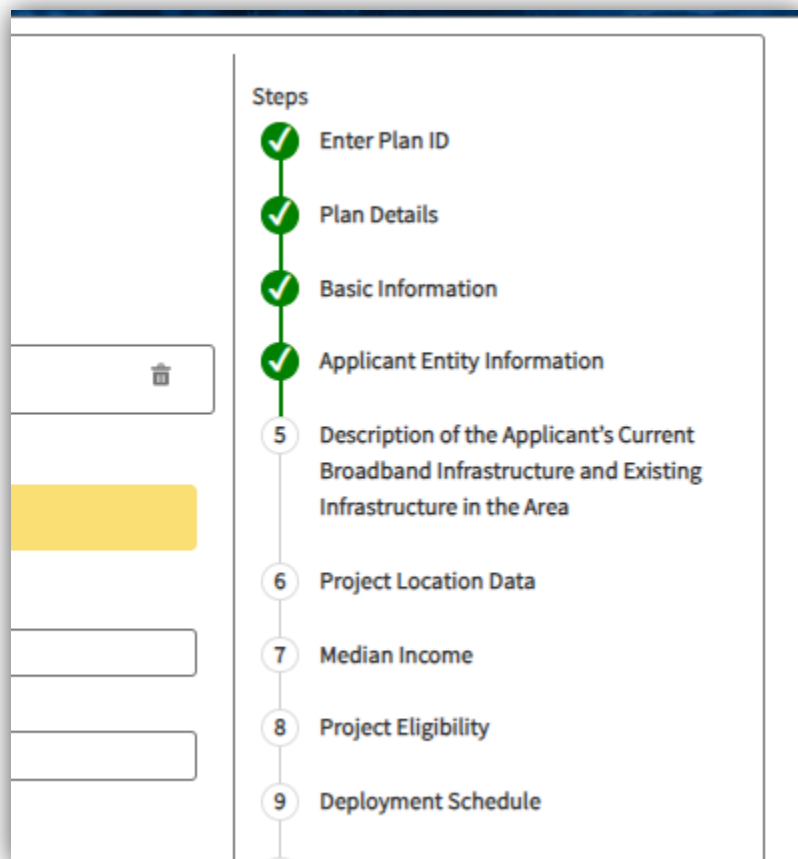 Steps
Enter Plan ID
Plan Details
Basic Information
Applicant Entity Information
5 Description of the Applicant's Current
Broadband Infrastructure and Existing
Infrastructure in the Area
6 Project Location Data
7 Median Income
8 Project Eligibility
9 Deployment Schedule